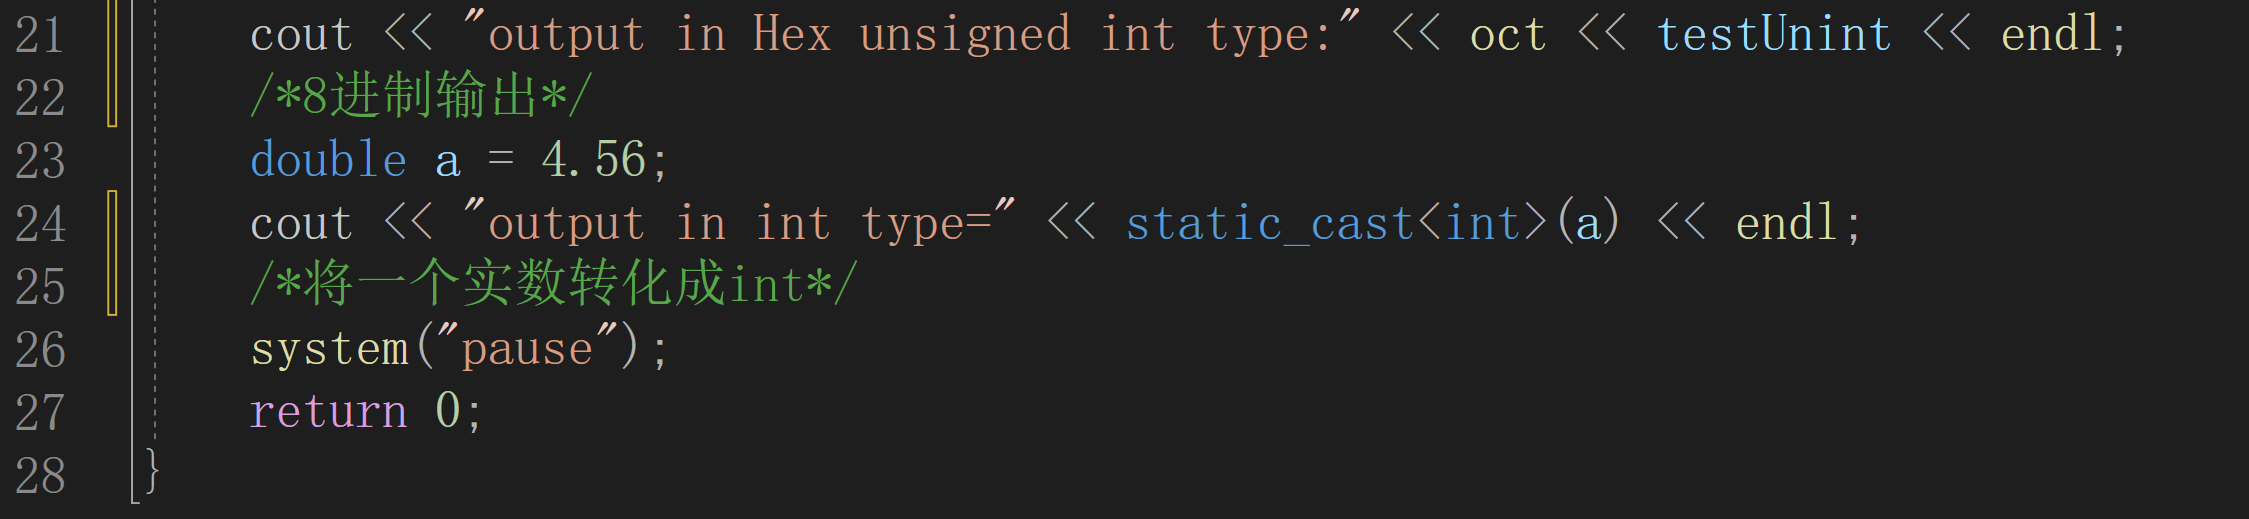 21 cout << "output in Hex unsigned int type:" << oct << testUnint << endl;
22 /*8进制输出*/
23 double a = 4.56;
24 cout << "output in int type=" << static_cast<int>(a) << endl;
25 /*将一个实数转化成int*/
26 system("pause");
27 return 0;
28 }